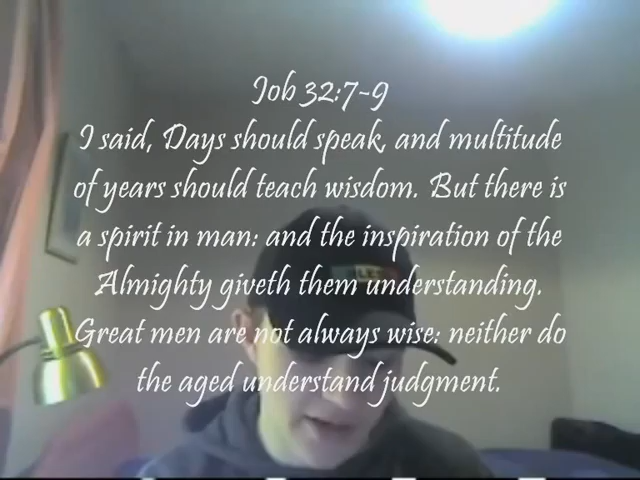 Job 32:7-9
I said, Days should speak, and multitude
of years should teach wisdom. But there is
a spirit in man: and the inspiration of the
Almighty giveth them understanding.
Great men are not always wise: neither do
the aged understand judgment.